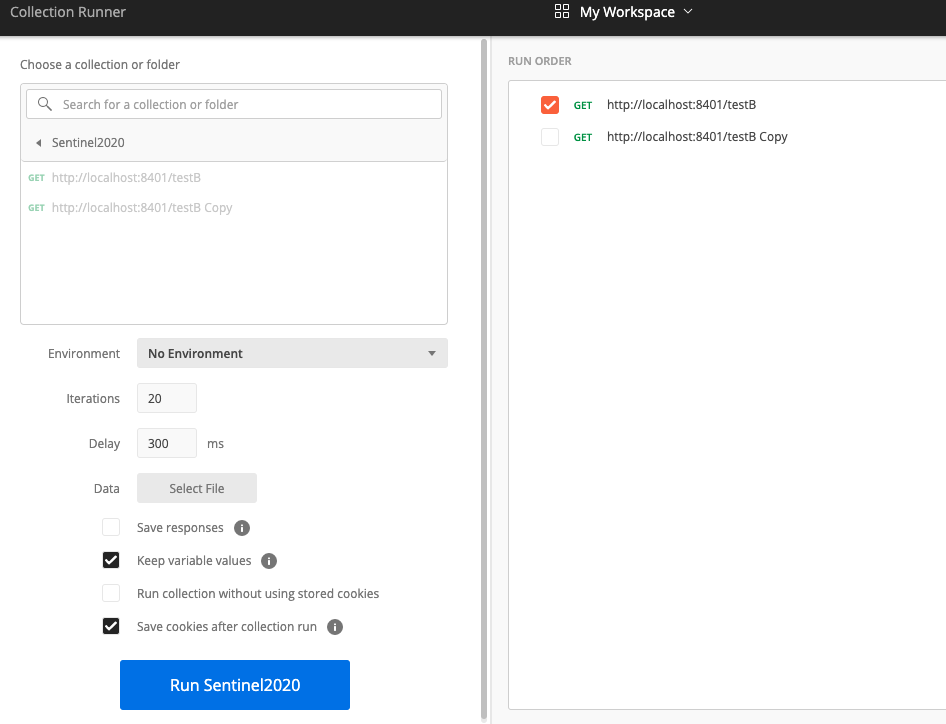 Collection Runner
My Workspace
Choose a collection or folder
Search for a collection or folder
Sentinel2020
GET http://localhost:8401/testB
GET http://localhost:8401/testB Copy
Environment No Environment
Iterations 20
Delay 300 ms
Data Select File
Save responses
Keep variable values
Run collection without using stored cookies
Save cookies after collection run
Run Sentinel2020
RUN ORDER
GET http://localhost:8401/testB
GET http://localhost:8401/testB Copy